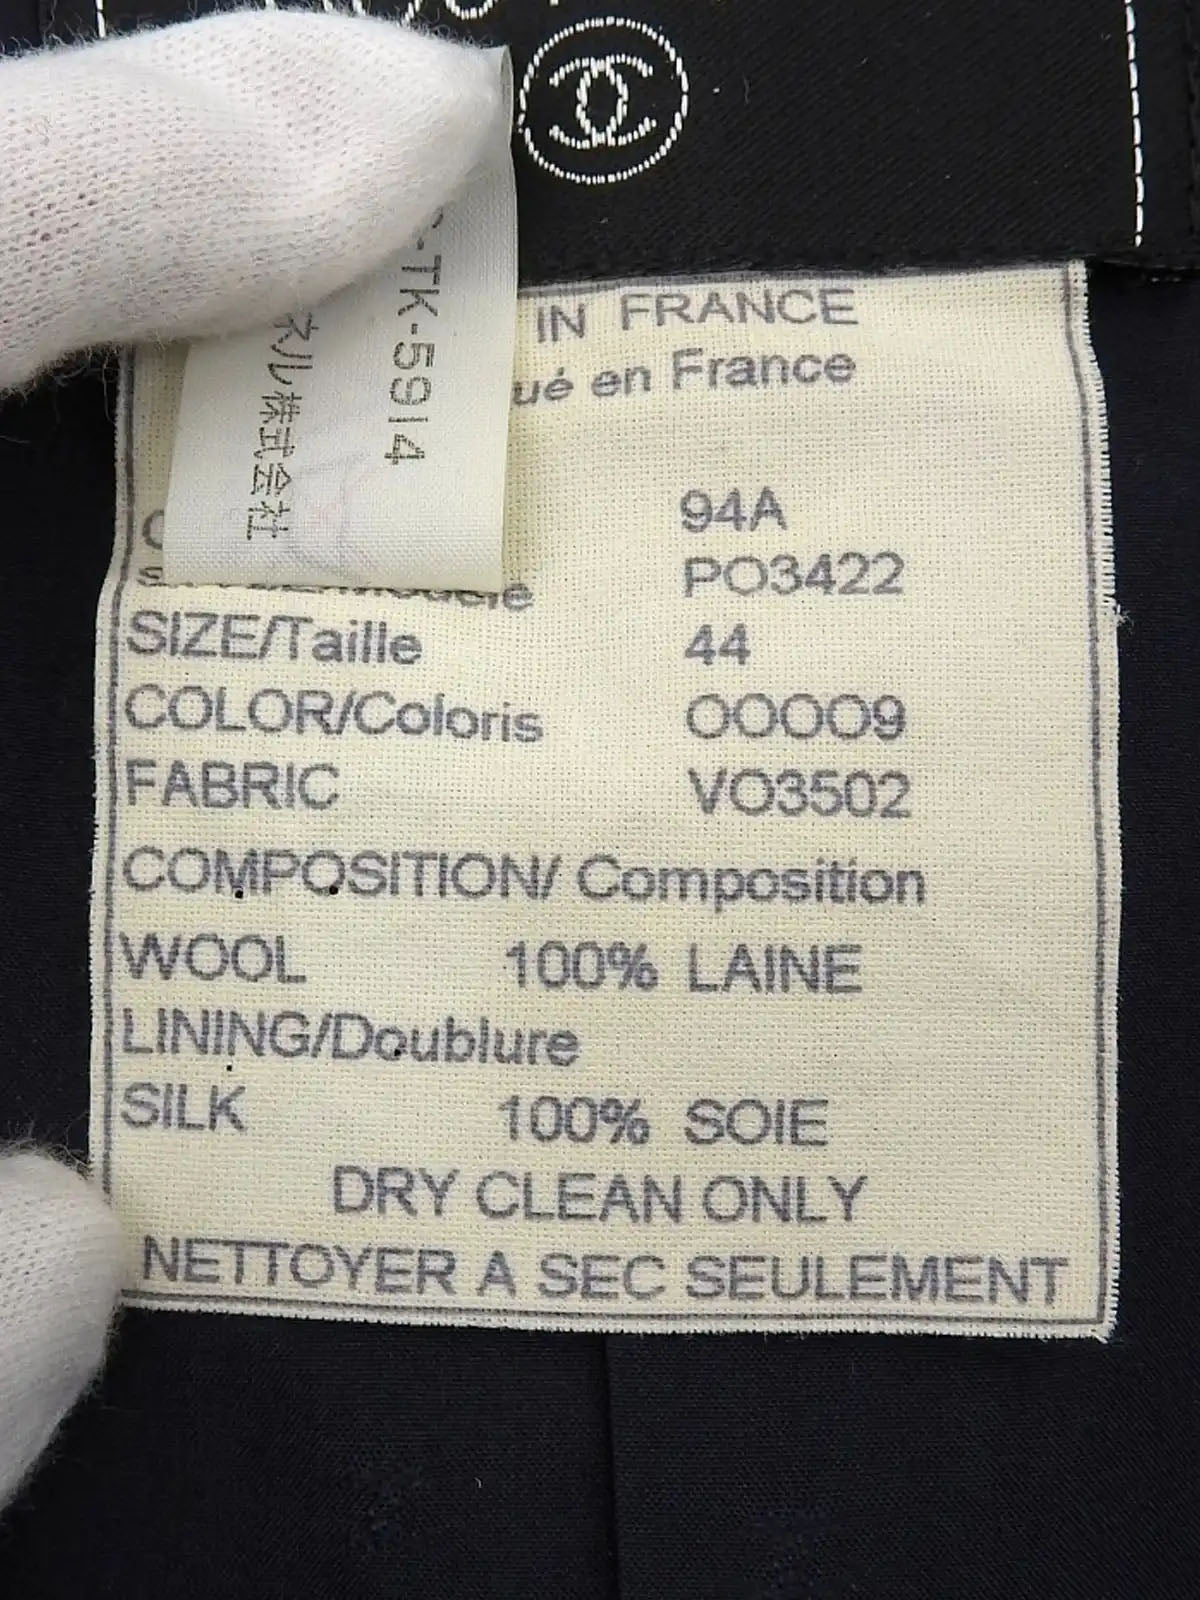 -TK-5914
ネル株式会社
IN FRANCE
ué en France
94A
PO3422
SIZE/Taille 44
COLOR/Coloris OOOO9
FABRIC VO3502
COMPOSITION/ Composition
WOOL 100% LAINE
LINING/Doublure
SILK 100% SOIE
DRY CLEAN ONLY
NETTOYER A SEC SEULEMENT